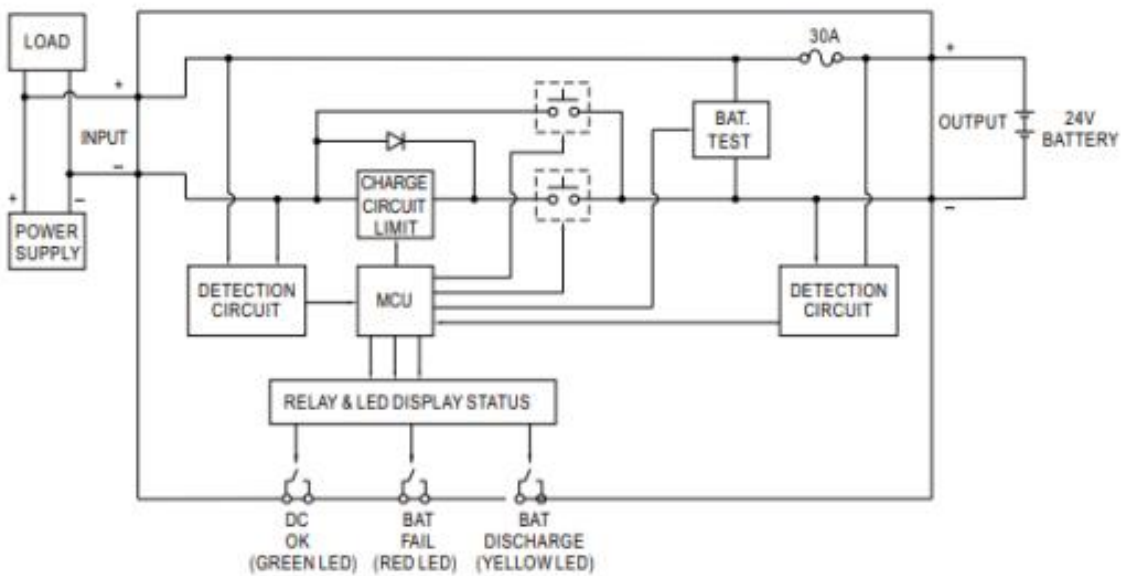 LOAD
30A
+
+
+
INPUT
BAT.
TEST
OUTPUT
24V
BATTERY
−
+
−
CHARGE
CIRCUIT
LIMIT
−
POWER
SUPPLY
DETECTION
CIRCUIT
MCU
DETECTION
CIRCUIT
RELAY & LED DISPLAY STATUS
DC
OK
(GREEN LED)
BAT
FAIL
(RED LED)
BAT
DISCHARGE
(YELLOW LED)